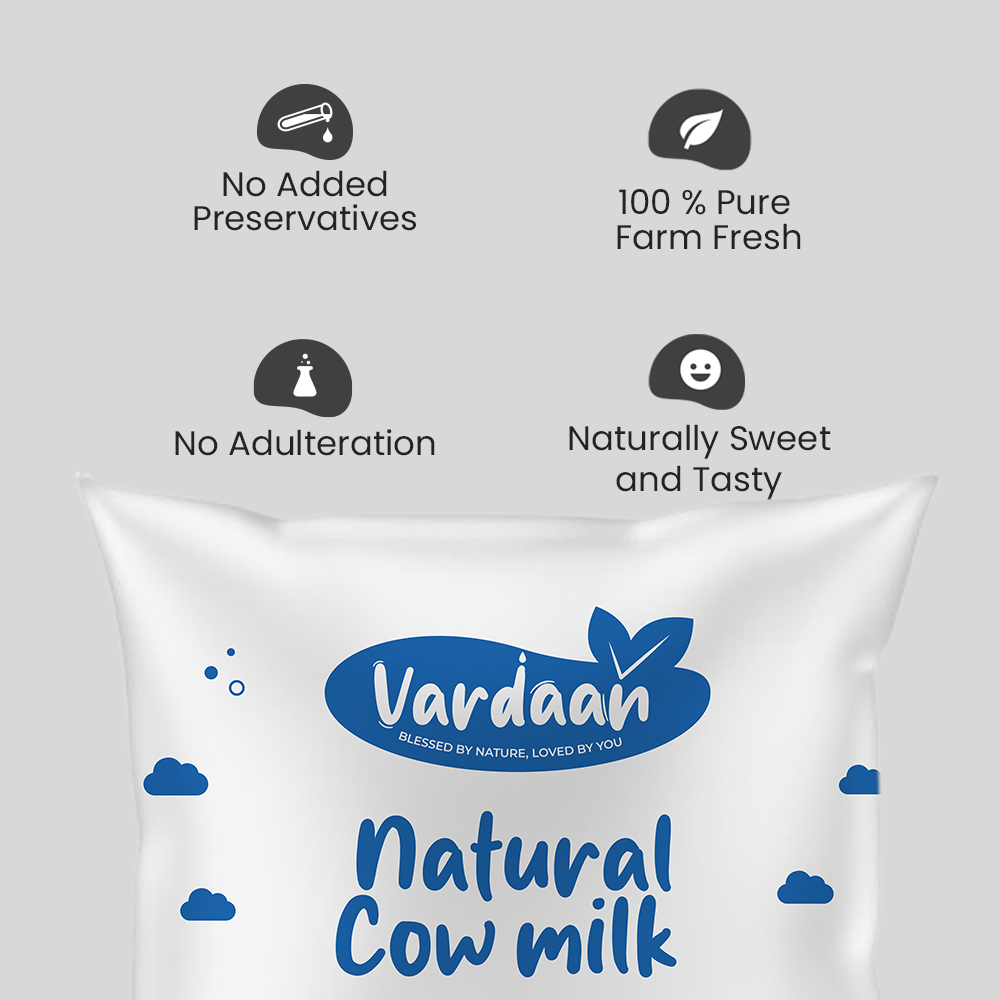 No Added
Preservatives
100 % Pure
Farm Fresh
No Adulteration
Naturally Sweet
and Tasty
Vardaan
BLESSED BY NATURE, LOVED BY YOU
Natural
Cow milk